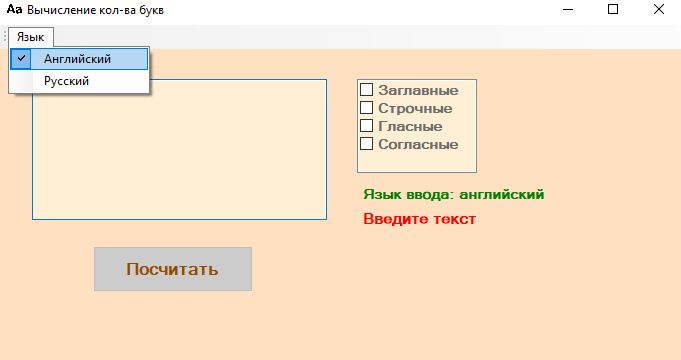 Aa Вычисление кол-ва букв
Язык
Английский
Русский
Заглавные
Строчные
Гласные
Согласные
Язык ввода: английский
Введите текст
Посчитать